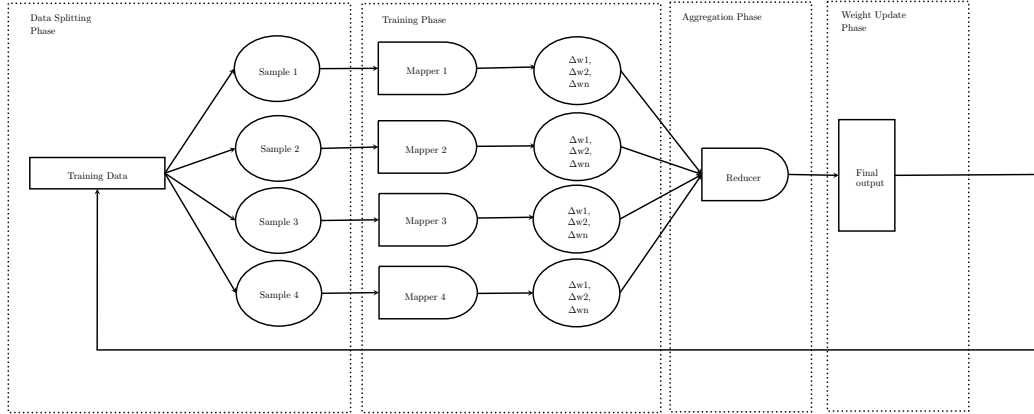 Data Splitting
Phase
Training Phase
Aggregation Phase
Weight Update
Phase
Sample 1
Mapper 1
Δw1,
Δw2,
Δwn
Sample 2
Mapper 2
Δw1,
Δw2,
Δwn
Training Data
Reducer
Final
output
Sample 3
Mapper 3
Δw1,
Δw2,
Δwn
Sample 4
Mapper 4
Δw1,
Δw2,
Δwn